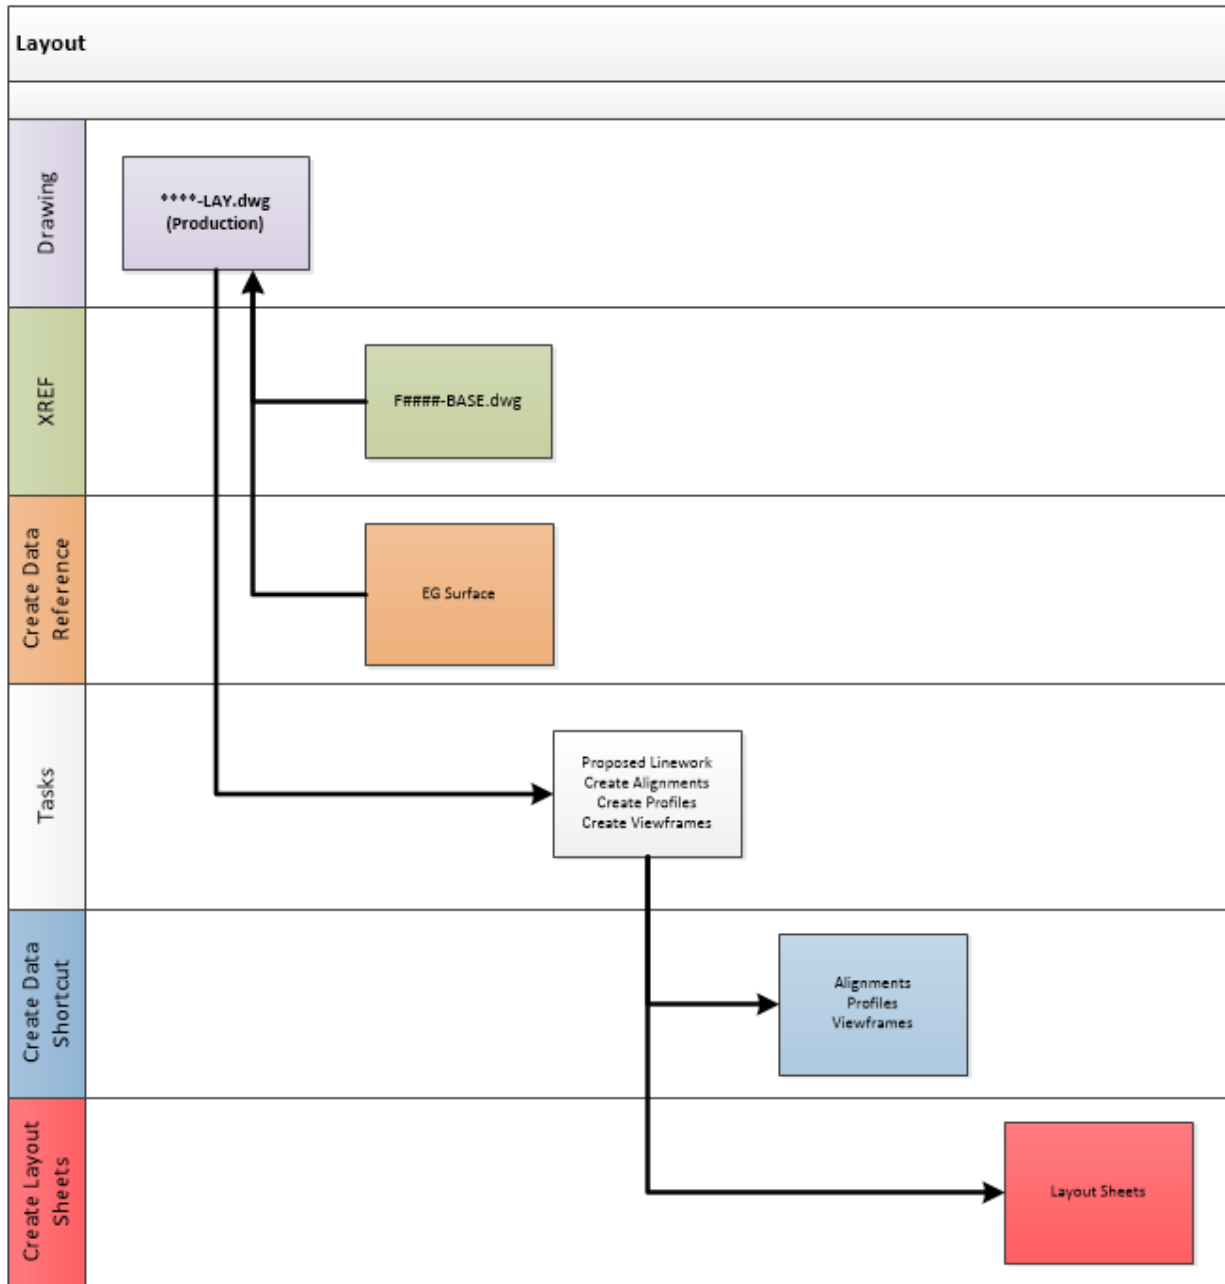 Layout
Drawing
****-LAY.dwg
(Production)
XREF
F####-BASE.dwg
Create Data
Reference
EG Surface
Tasks
Proposed Linework
Create Alignments
Create Profiles
Create Viewframes
Create Data
Shortcut
Alignments
Profiles
Viewframes
Create Layout
Sheets
Layout Sheets